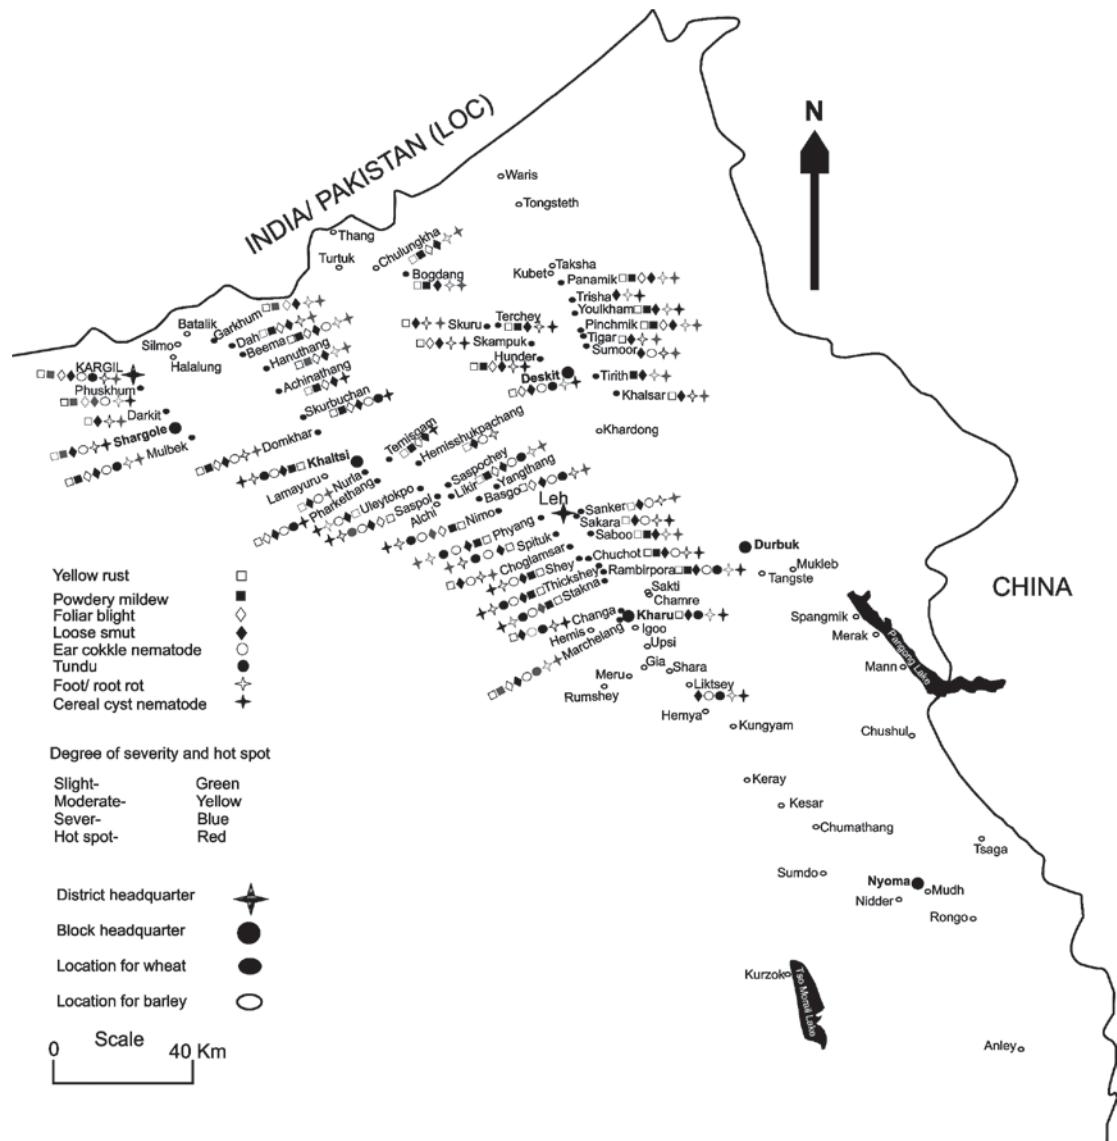 INDIA/ PAKISTAN (LOC)
N
CHINA
Waris
Tongsteth
Thang
Turtuk
Chulungkha
Bogdang
Taksha
Kubet
Panamik
Trisha
Youlkham
Pinchmik
Tigar
Sumoor
Terchey
Skuru
Skampuk
Hunder
Deskit
Tirith
Khalsar
Khardong
Batalik
Silmo
Halalung
Garkhum
Dah
Beema
Hanuthang
Achinathang
Skurbuchan
KARGIL
Phuskhum
Darkit
Shargole
Mulbek
Domkhar
Khaltsi
Lamayuru
Nurla
Pharkethang
Temisgam
Hemisshukpachang
Uleytokpo
Saspochey
Saspol
Alchi
Likir
Yangthang
Basgo
Nimo
Leh
Phyang
Spituk
Choglamsar
Shey
Thickshey
Stakna
Sanker
Sakara
Saboo
Chuchot
Rambirpora
Sakti
Chamre
Changa
Kharu
Hemis
Igoo
Marchelang
Upsi
Gia
Shara
Meru
Rumshey
Liktsey
Hemya
Kungyam
Durbuk
Mukleb
Tangste
Spangmik
Merak
Mann
Pangong Lake
Chushul
Keray
Kesar
Chumathang
Tsaga
Sumdo
Nyoma
Mudh
Nidder
Rongo
Kurzok
Tso Morari Lake
Anley
Yellow rust
Powdery mildew
Foliar blight
Loose smut
Ear cokkle nematode
Tundu
Foot/ root rot
Cereal cyst nematode
Degree of severity and hot spot
Slight- Green
Moderate- Yellow
Sever- Blue
Hot spot- Red
District headquarter
Block headquarter
Location for wheat
Location for barley
Scale
0 40 Km